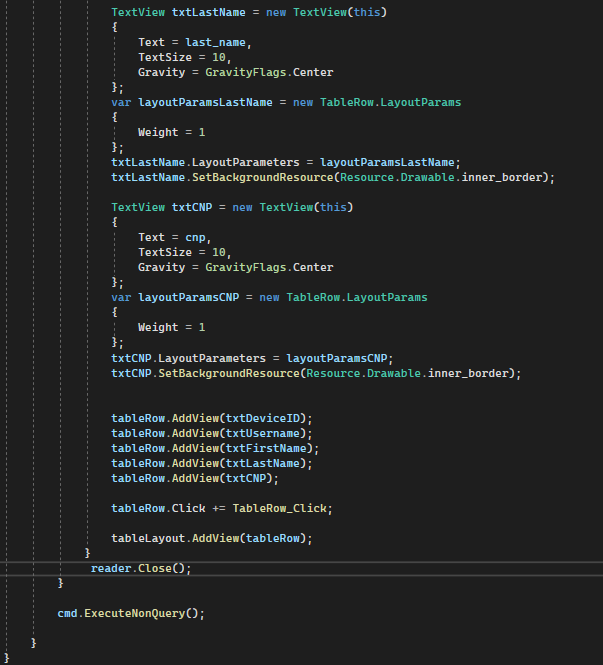 TextView txtLastName = new TextView(this)
{
Text = last_name,
TextSize = 10,
Gravity = GravityFlags.Center
};
var layoutParamsLastName = new TableRow.LayoutParams
{
Weight = 1
};
txtLastName.LayoutParameters = layoutParamsLastName;
txtLastName.SetBackgroundResource(Resource.Drawable.inner_border);
TextView txtCNP = new TextView(this)
{
Text = cnp,
TextSize = 10,
Gravity = GravityFlags.Center
};
var layoutParamsCNP = new TableRow.LayoutParams
{
Weight = 1
};
txtCNP.LayoutParameters = layoutParamsCNP;
txtCNP.SetBackgroundResource(Resource.Drawable.inner_border);
tableRow.AddView(txtDeviceID);
tableRow.AddView(txtUsername);
tableRow.AddView(txtFirstName);
tableRow.AddView(txtLastName);
tableRow.AddView(txtCNP);
tableRow.Click += TableRow_Click;
tableLayout.AddView(tableRow);
}
reader.Close();
}
cmd.ExecuteNonQuery();
}
}